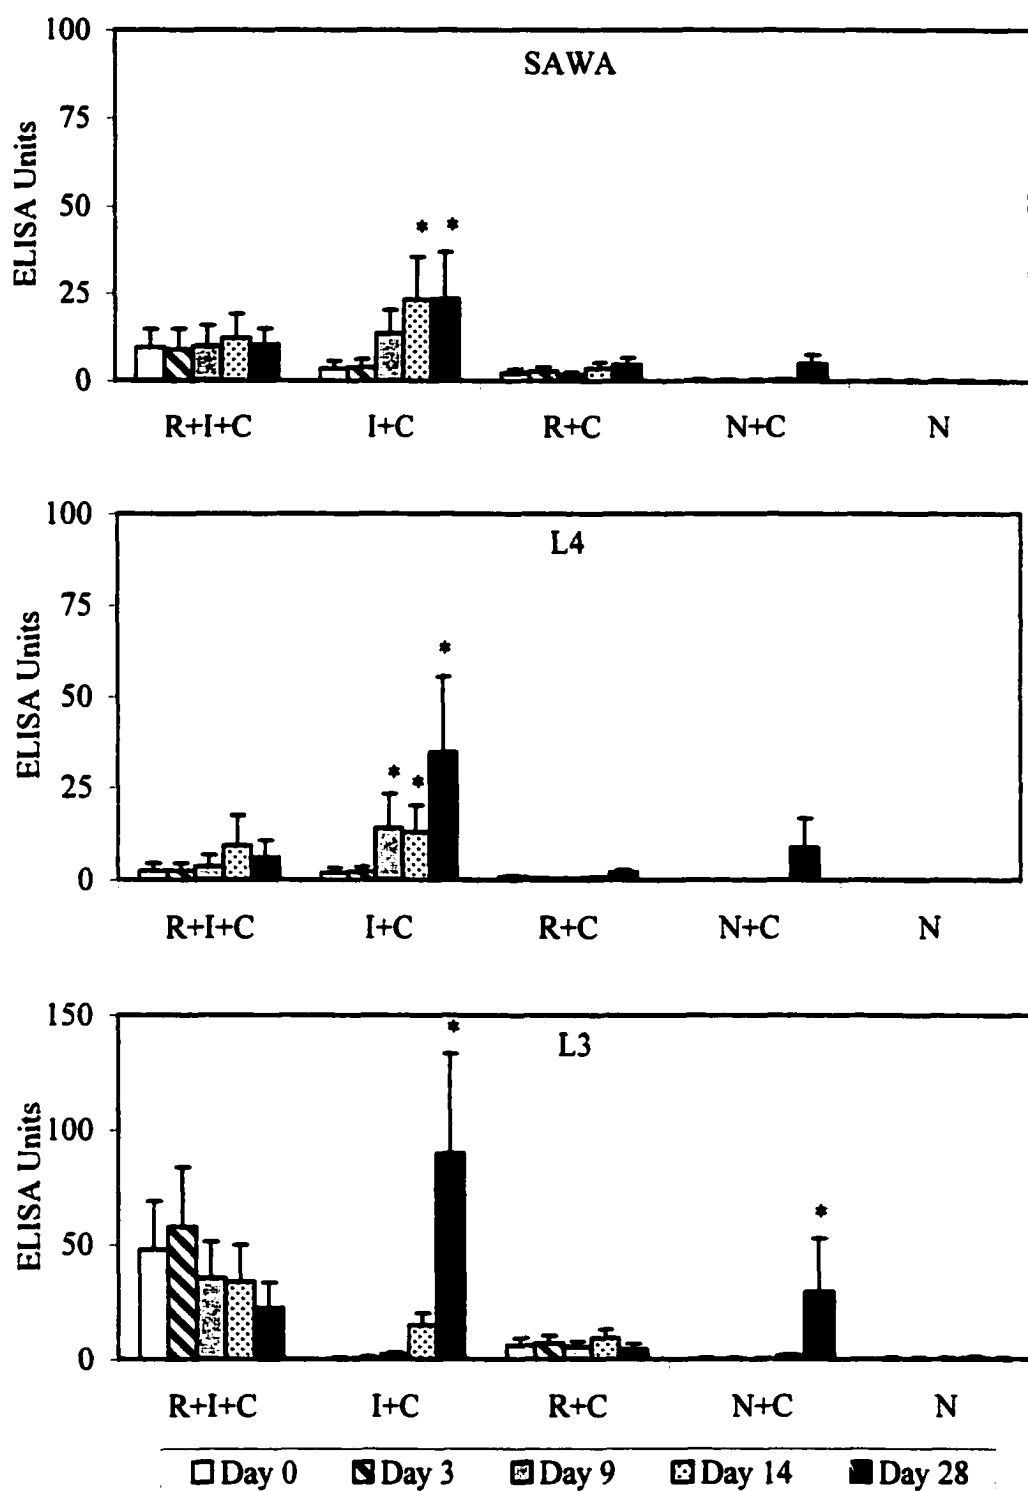 SAWA
ELISA Units
100
75
50
25
0
* *
R+I+C I+C R+C N+C N
L4
ELISA Units
100
75
50
25
0
* * *
R+I+C I+C R+C N+C N
L3
ELISA Units
150
100
50
0
* *
R+I+C I+C R+C N+C N
Day 0 Day 3 Day 9 Day 14 Day 28